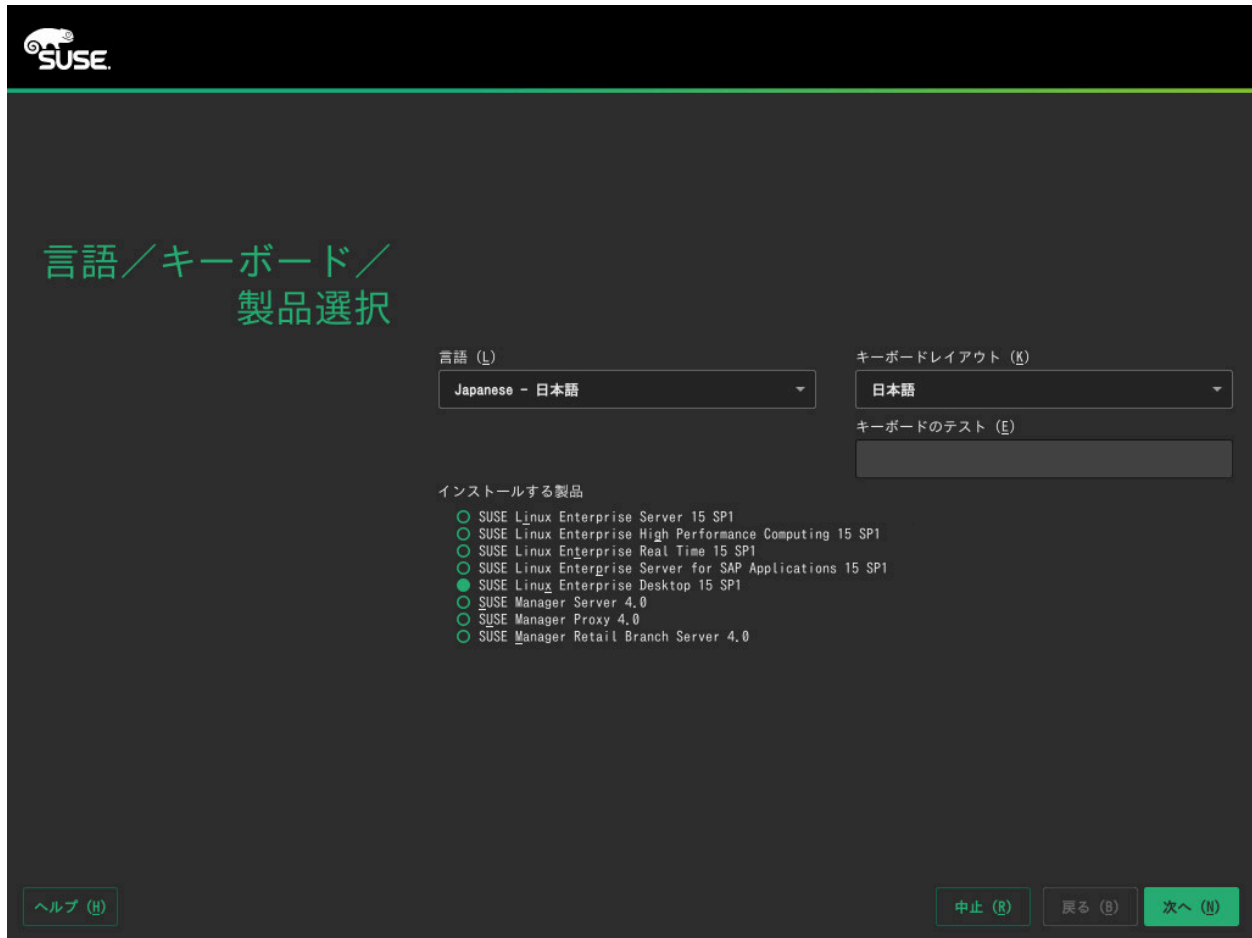 SUSE.
言語／キーボード／
製品選択
言語 (L)
キーボードレイアウト (K)
Japanese - 日本語
日本語
キーボードのテスト (E)
インストールする製品
SUSE Linux Enterprise Server 15 SP1
SUSE Linux Enterprise High Performance Computing 15 SP1
SUSE Linux Enterprise Real Time 15 SP1
SUSE Linux Enterprise Server for SAP Applications 15 SP1
SUSE Linux Enterprise Desktop 15 SP1
SUSE Manager Server 4.0
SUSE Manager Proxy 4.0
SUSE Manager Retail Branch Server 4.0
ヘルプ (H)
中止 (R)
戻る (B)
次へ (N)